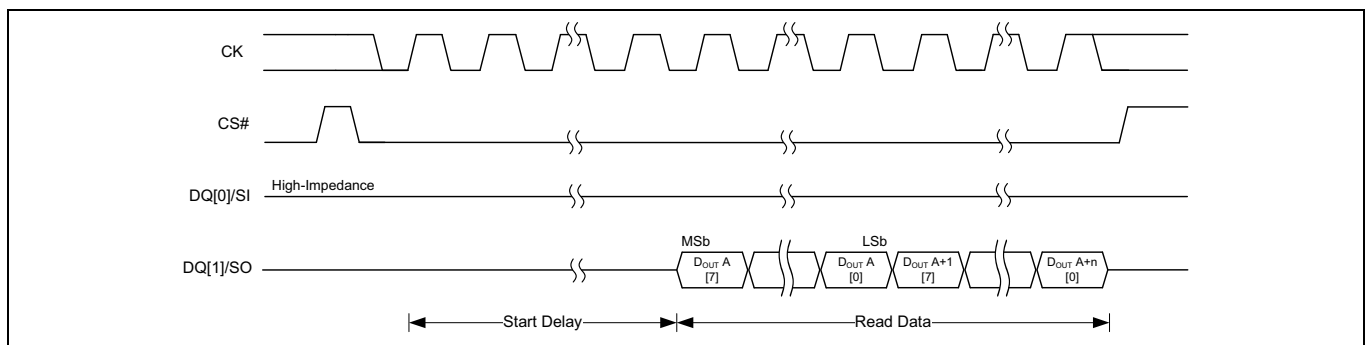 CK
CS#
DQ[0]/SI
High-Impedance
DQ[1]/SO
MSb
LSb
DOUT A
[7]
DOUT A
[0]
DOUT A+1
[7]
DOUT A+n
[0]
Start Delay
Read Data